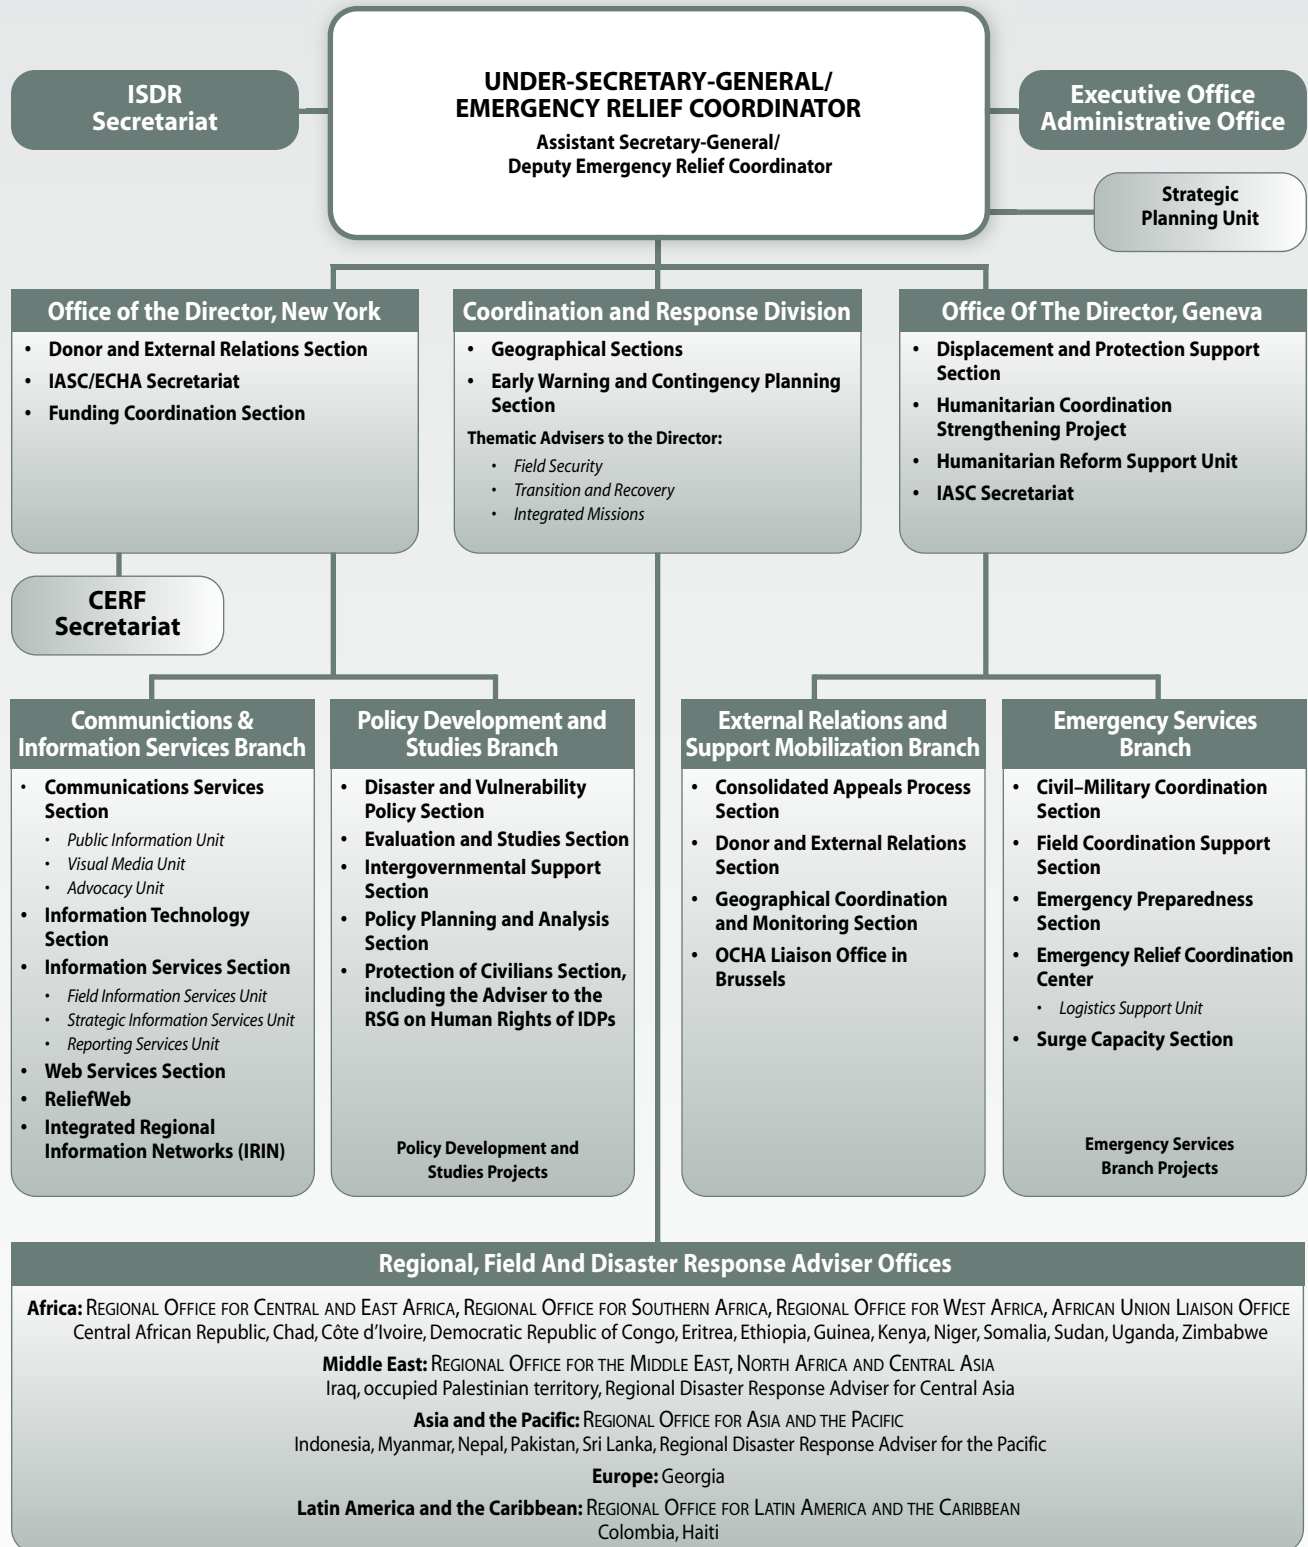 UNDER-SECRETARY-GENERAL/
EMERGENCY RELIEF COORDINATOR
Assistant Secretary-General/
Deputy Emergency Relief Coordinator
ISDR
Secretariat
Executive Office
Administrative Office
Strategic
Planning Unit
Office of the Director, New York
• Donor and External Relations Section
• IASC/ECHA Secretariat
• Funding Coordination Section
Coordination and Response Division
• Geographical Sections
• Early Warning and Contingency Planning
Section
Thematic Advisers to the Director:
• Field Security
• Transition and Recovery
• Integrated Missions
Office Of The Director, Geneva
• Displacement and Protection Support
Section
• Humanitarian Coordination
Strengthening Project
• Humanitarian Reform Support Unit
• IASC Secretariat
CERF
Secretariat
Communictions &
Information Services Branch
• Communications Services
Section
• Public Information Unit
• Visual Media Unit
• Advocacy Unit
• Information Technology
Section
• Information Services Section
• Field Information Services Unit
• Strategic Information Services Unit
• Reporting Services Unit
• Web Services Section
• ReliefWeb
• Integrated Regional
Information Networks (IRIN)
Policy Development and
Studies Branch
• Disaster and Vulnerability
Policy Section
• Evaluation and Studies Section
• Intergovernmental Support
Section
• Policy Planning and Analysis
Section
• Protection of Civilians Section,
including the Adviser to the
RSG on Human Rights of IDPs
Policy Development and
Studies Projects
External Relations and
Support Mobilization Branch
• Consolidated Appeals Process
Section
• Donor and External Relations
Section
• Geographical Coordination
and Monitoring Section
• OCHA Liaison Office in
Brussels
Emergency Services
Branch
• Civil–Military Coordination
Section
• Field Coordination Support
Section
• Emergency Preparedness
Section
• Emergency Relief Coordination
Center
• Logistics Support Unit
• Surge Capacity Section
Emergency Services
Branch Projects
Regional, Field And Disaster Response Adviser Offices
Africa: REGIONAL OFFICE FOR CENTRAL AND EAST AFRICA, REGIONAL OFFICE FOR SOUTHERN AFRICA, REGIONAL OFFICE FOR WEST AFRICA, AFRICAN UNION LIAISON OFFICE
Central African Republic, Chad, Côte d'Ivoire, Democratic Republic of Congo, Eritrea, Ethiopia, Guinea, Kenya, Niger, Somalia, Sudan, Uganda, Zimbabwe
Middle East: REGIONAL OFFICE FOR THE MIDDLE EAST, NORTH AFRICA AND CENTRAL ASIA
Iraq, occupied Palestinian territory, Regional Disaster Response Adviser for Central Asia
Asia and the Pacific: REGIONAL OFFICE FOR ASIA AND THE PACIFIC
Indonesia, Myanmar, Nepal, Pakistan, Sri Lanka, Regional Disaster Response Adviser for the Pacific
Europe: Georgia
Latin America and the Caribbean: REGIONAL OFFICE FOR LATIN AMERICA AND THE CARIBBEAN
Colombia, Haiti